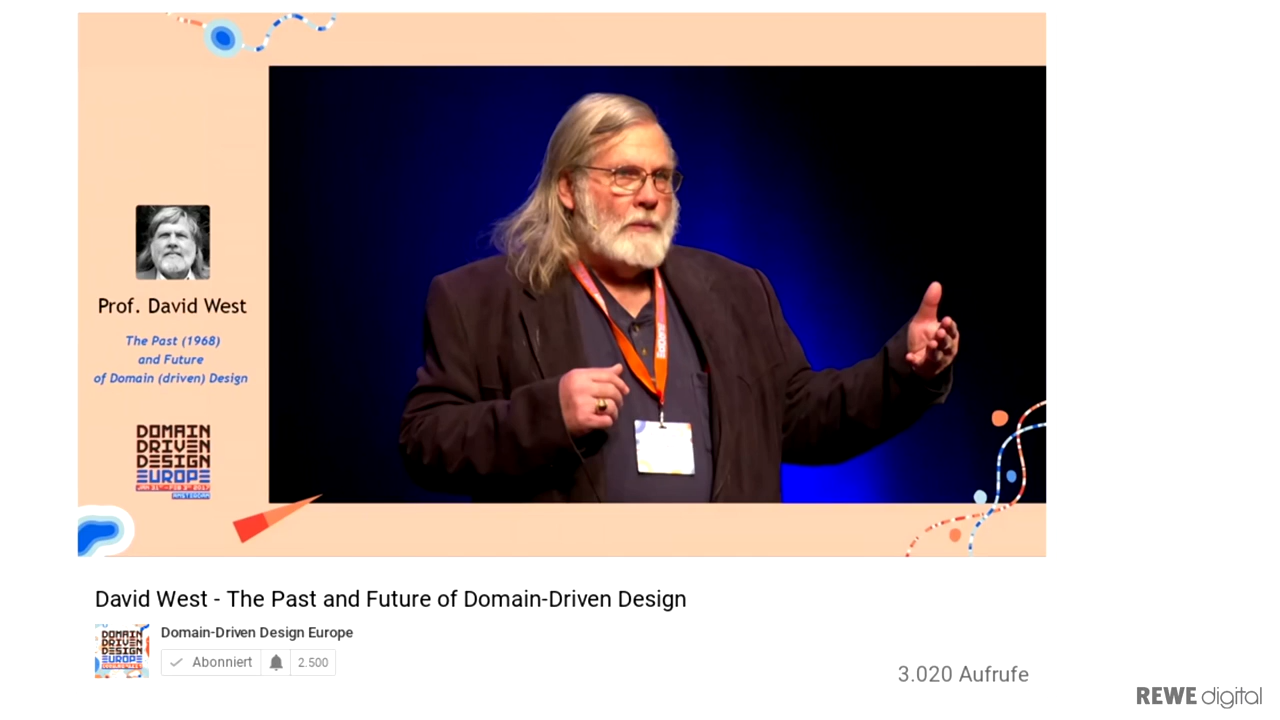 Prof. David West
The Past (1968)
and Future
of Domain (driven) Design
DOMAIN
DRIVEN
DESIGN
EUROPE
AMSTERDAM
David West - The Past and Future of Domain-Driven Design
DOMAIN
DRIVEN
DESIGN
EUROPE
Domain-Driven Design Europe
Abonniert
2.500
3.020 Aufrufe
REWE digital